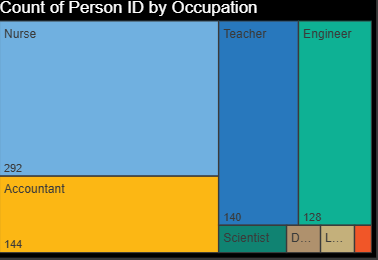 Count of Person ID by Occupation
Nurse
292
Accountant
144
Teacher
140
Engineer
128
Scientist
D...
L...